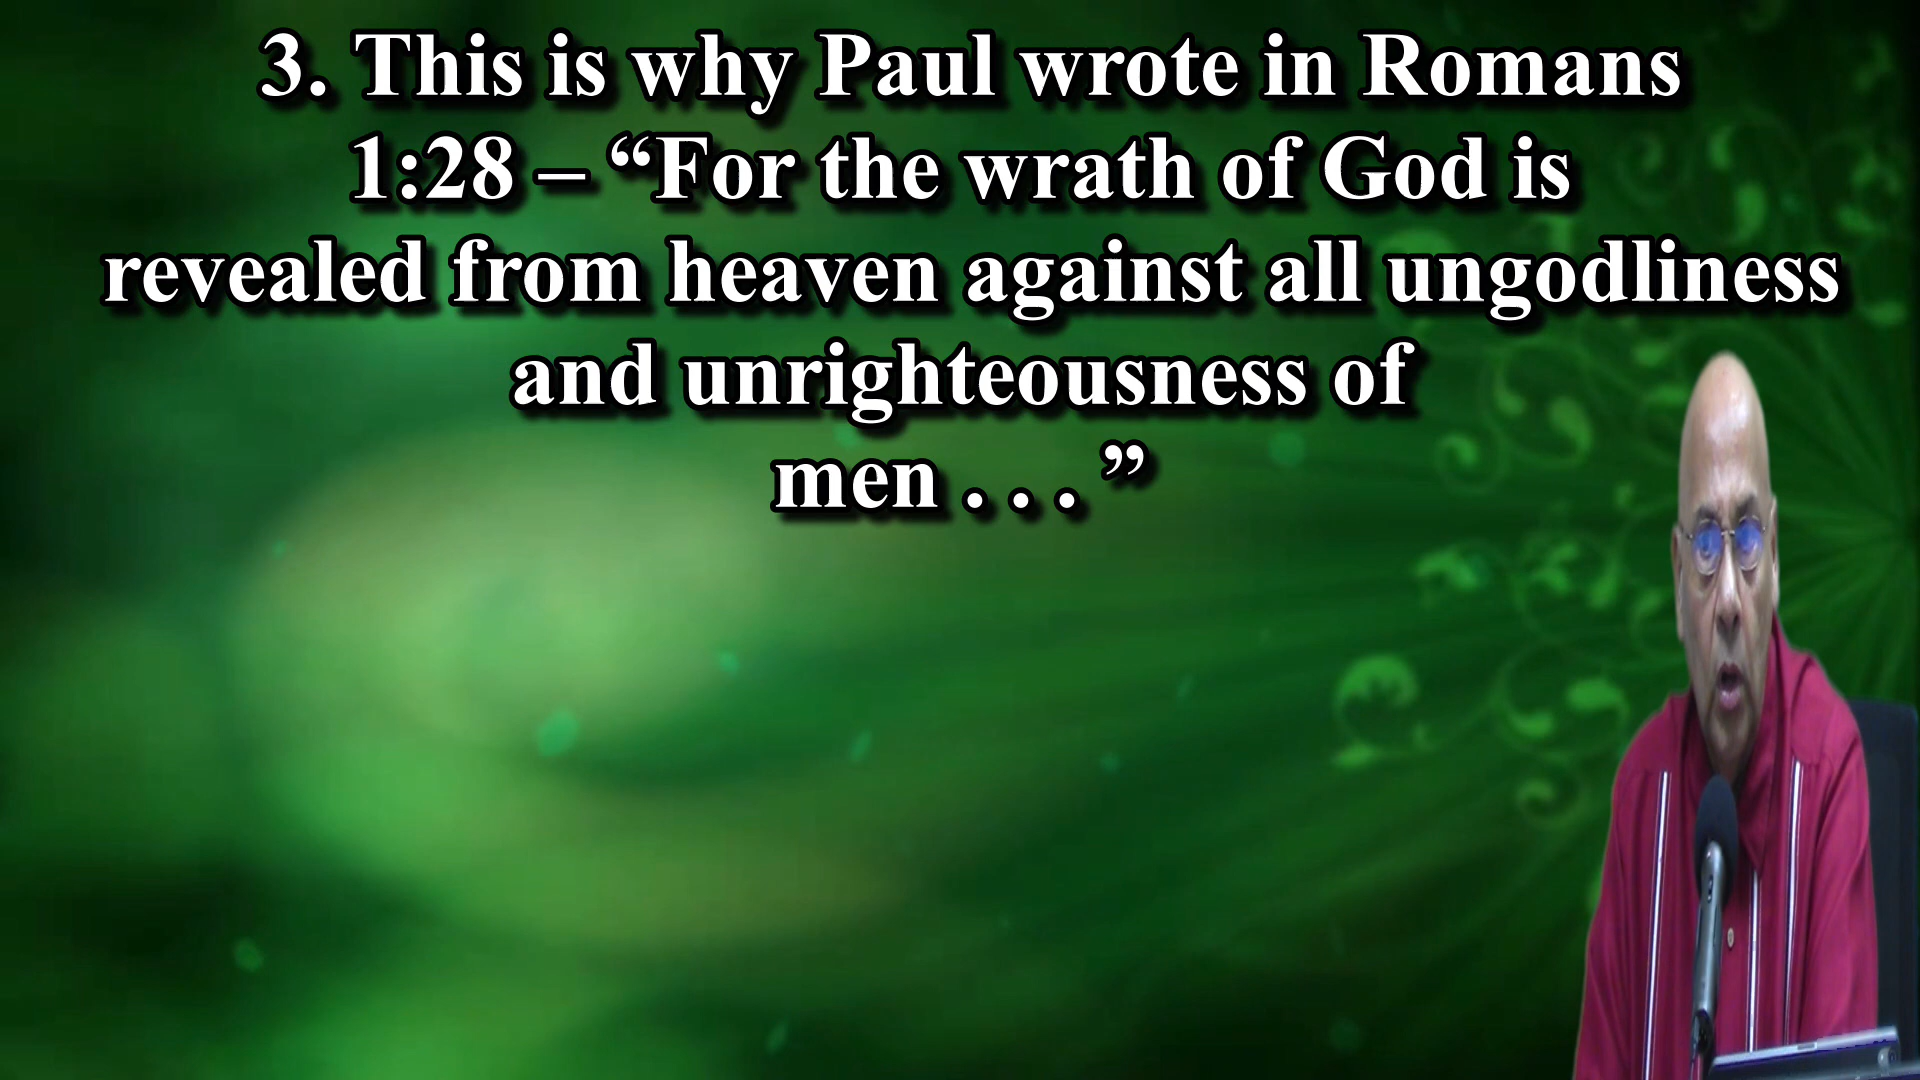 3. This is why Paul wrote in Romans
1:28 – “For the wrath of God is
revealed from heaven against all ungodliness
and unrighteousness of
men . . . ”